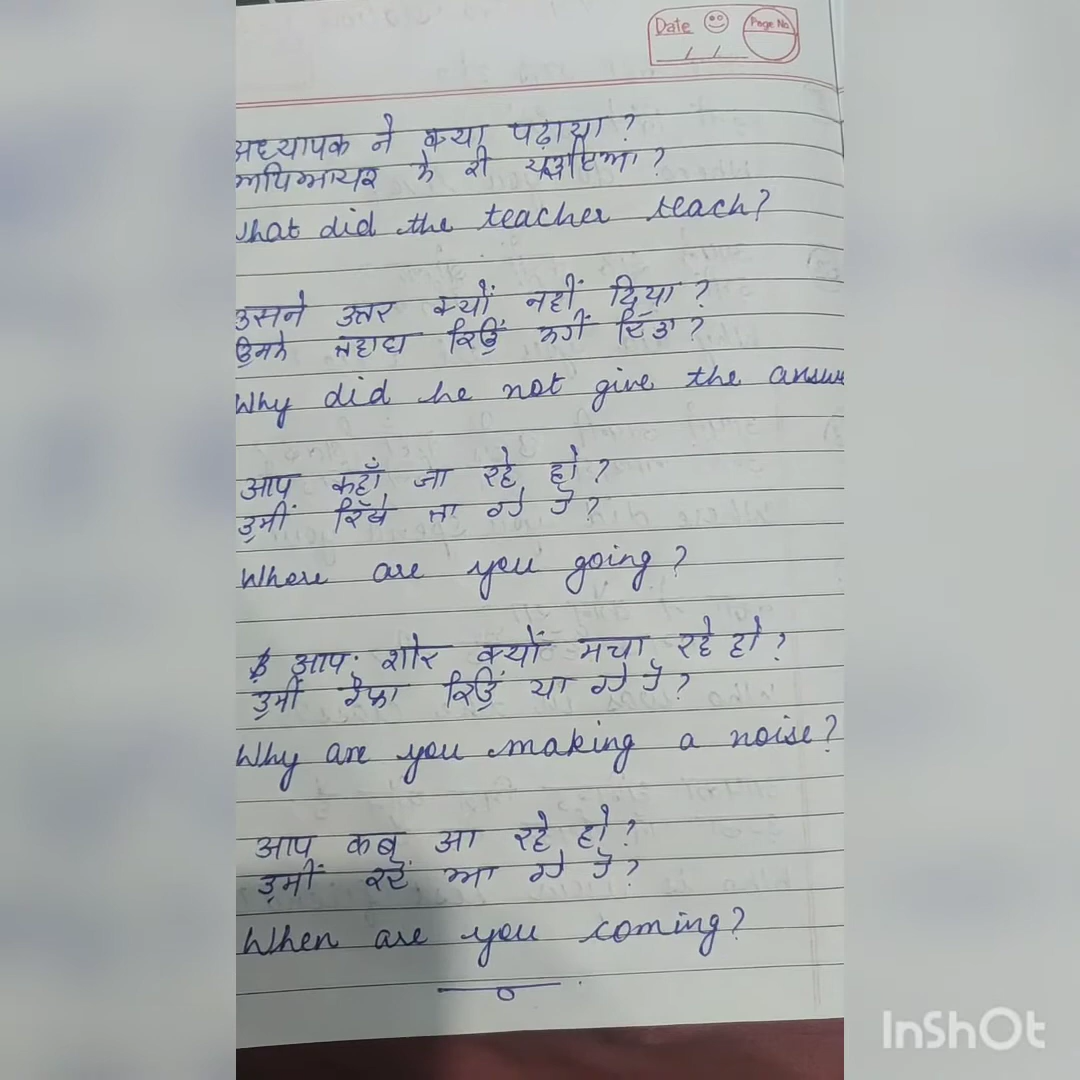 Date
Page No.
अध्यापक ने क्या पढ़ाया ?
ਅਧਿਆਪਕ ਨੇ ਕੀ ਪੜ੍ਹਾਇਆ ?
What did the teacher teach?
उसने उत्तर क्यों नहीं दिया ?
ਉਸਨੇ ਜਵਾਬ ਕਿਉਂ ਨਹੀਂ ਦਿੱਤਾ ?
Why did he not give the answe
आप कहाँ जा रहे हो ?
ਤੁਸੀਂ ਕਿੱਥੇ ਜਾ ਰਹੇ ਹੋ ?
Where are you going ?
आप शोर क्यों मचा रहे हो ?
ਤੁਸੀਂ ਰੌਲਾ ਕਿਉਂ ਪਾ ਰਹੇ ਹੋ ?
Why are you making a noise?
आप कब आ रहे हो ?
ਤੁਸੀਂ ਕਦੋਂ ਆ ਰਹੇ ਹੋ ?
When are you coming?
InShOt